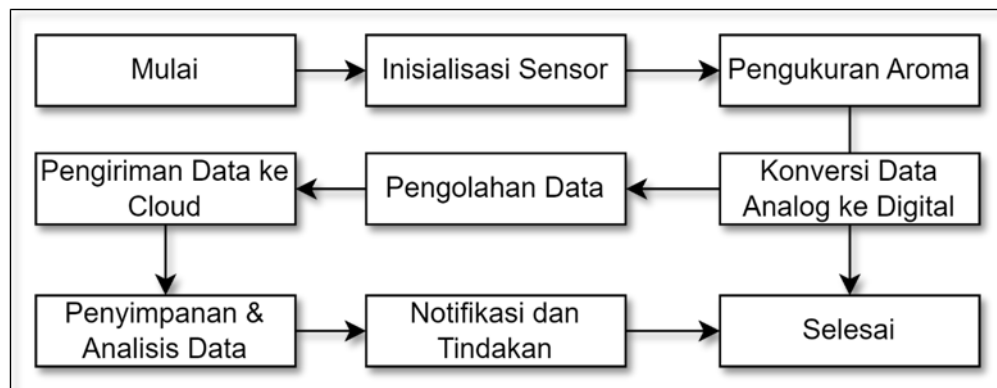 Mulai
Inisialisasi Sensor
Pengukuran Aroma
Konversi Data
Analog ke Digital
Pengolahan Data
Pengiriman Data ke
Cloud
Penyimpanan &
Analisis Data
Notifikasi dan
Tindakan
Selesai